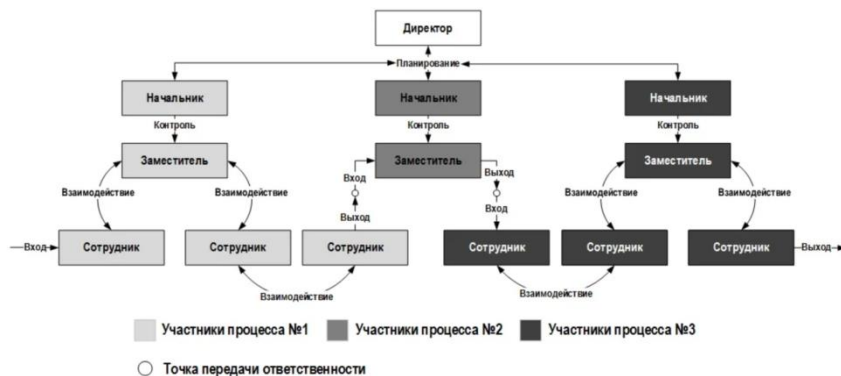 Директор
Планирование
Начальник
Начальник
Начальник
Контроль
Контроль
Контроль
Заместитель
Заместитель
Заместитель
Взаимодействие
Взаимодействие
Вход
Выход
Выход
Вход
Взаимодействие
Взаимодействие
Вход
Сотрудник
Сотрудник
Сотрудник
Сотрудник
Сотрудник
Сотрудник
Выход
Взаимодействие
Взаимодействие
Участники процесса №1
Участники процесса №2
Участники процесса №3
Точка передачи ответственности